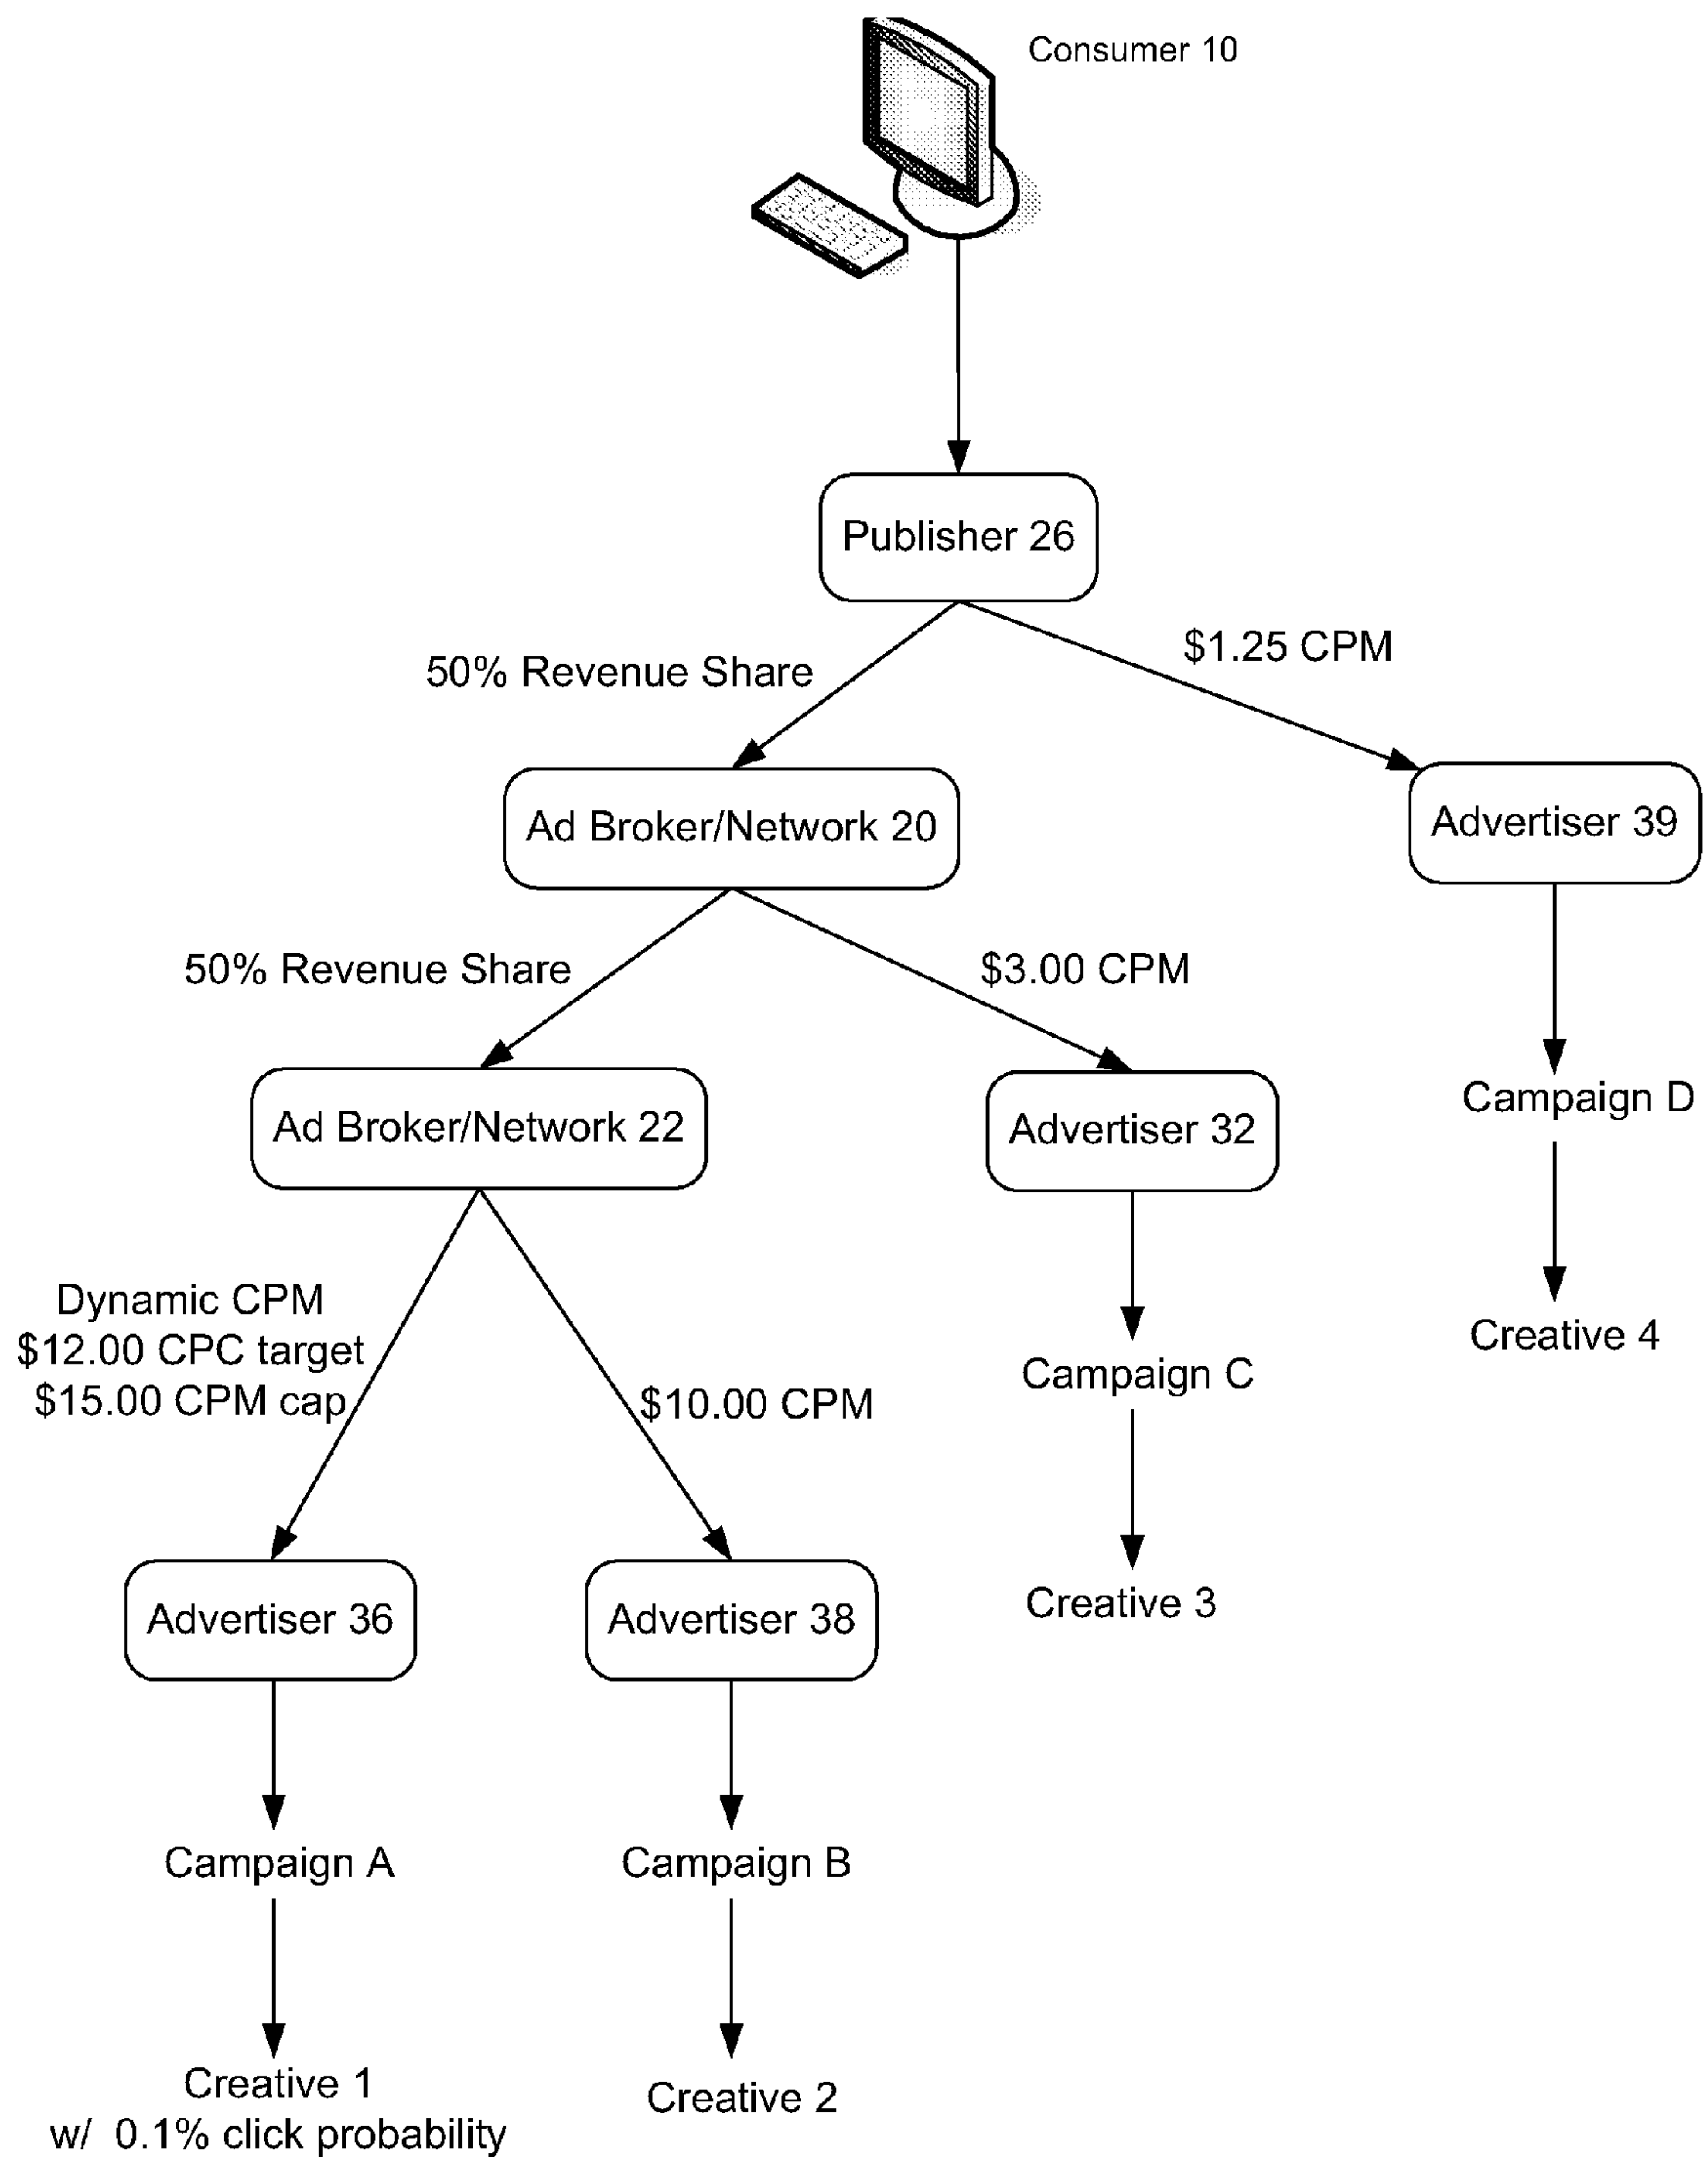 Consumer 10
Publisher 26
50% Revenue Share
$1.25 CPM
Ad Broker/Network 20
Advertiser 39
50% Revenue Share
$3.00 CPM
Ad Broker/Network 22
Advertiser 32
Campaign D
Dynamic CPM
$12.00 CPC target
$15.00 CPM cap
$10.00 CPM
Campaign C
Creative 4
Advertiser 36
Advertiser 38
Creative 3
Campaign A
Campaign B
Creative 1
w/ 0.1% click probability
Creative 2